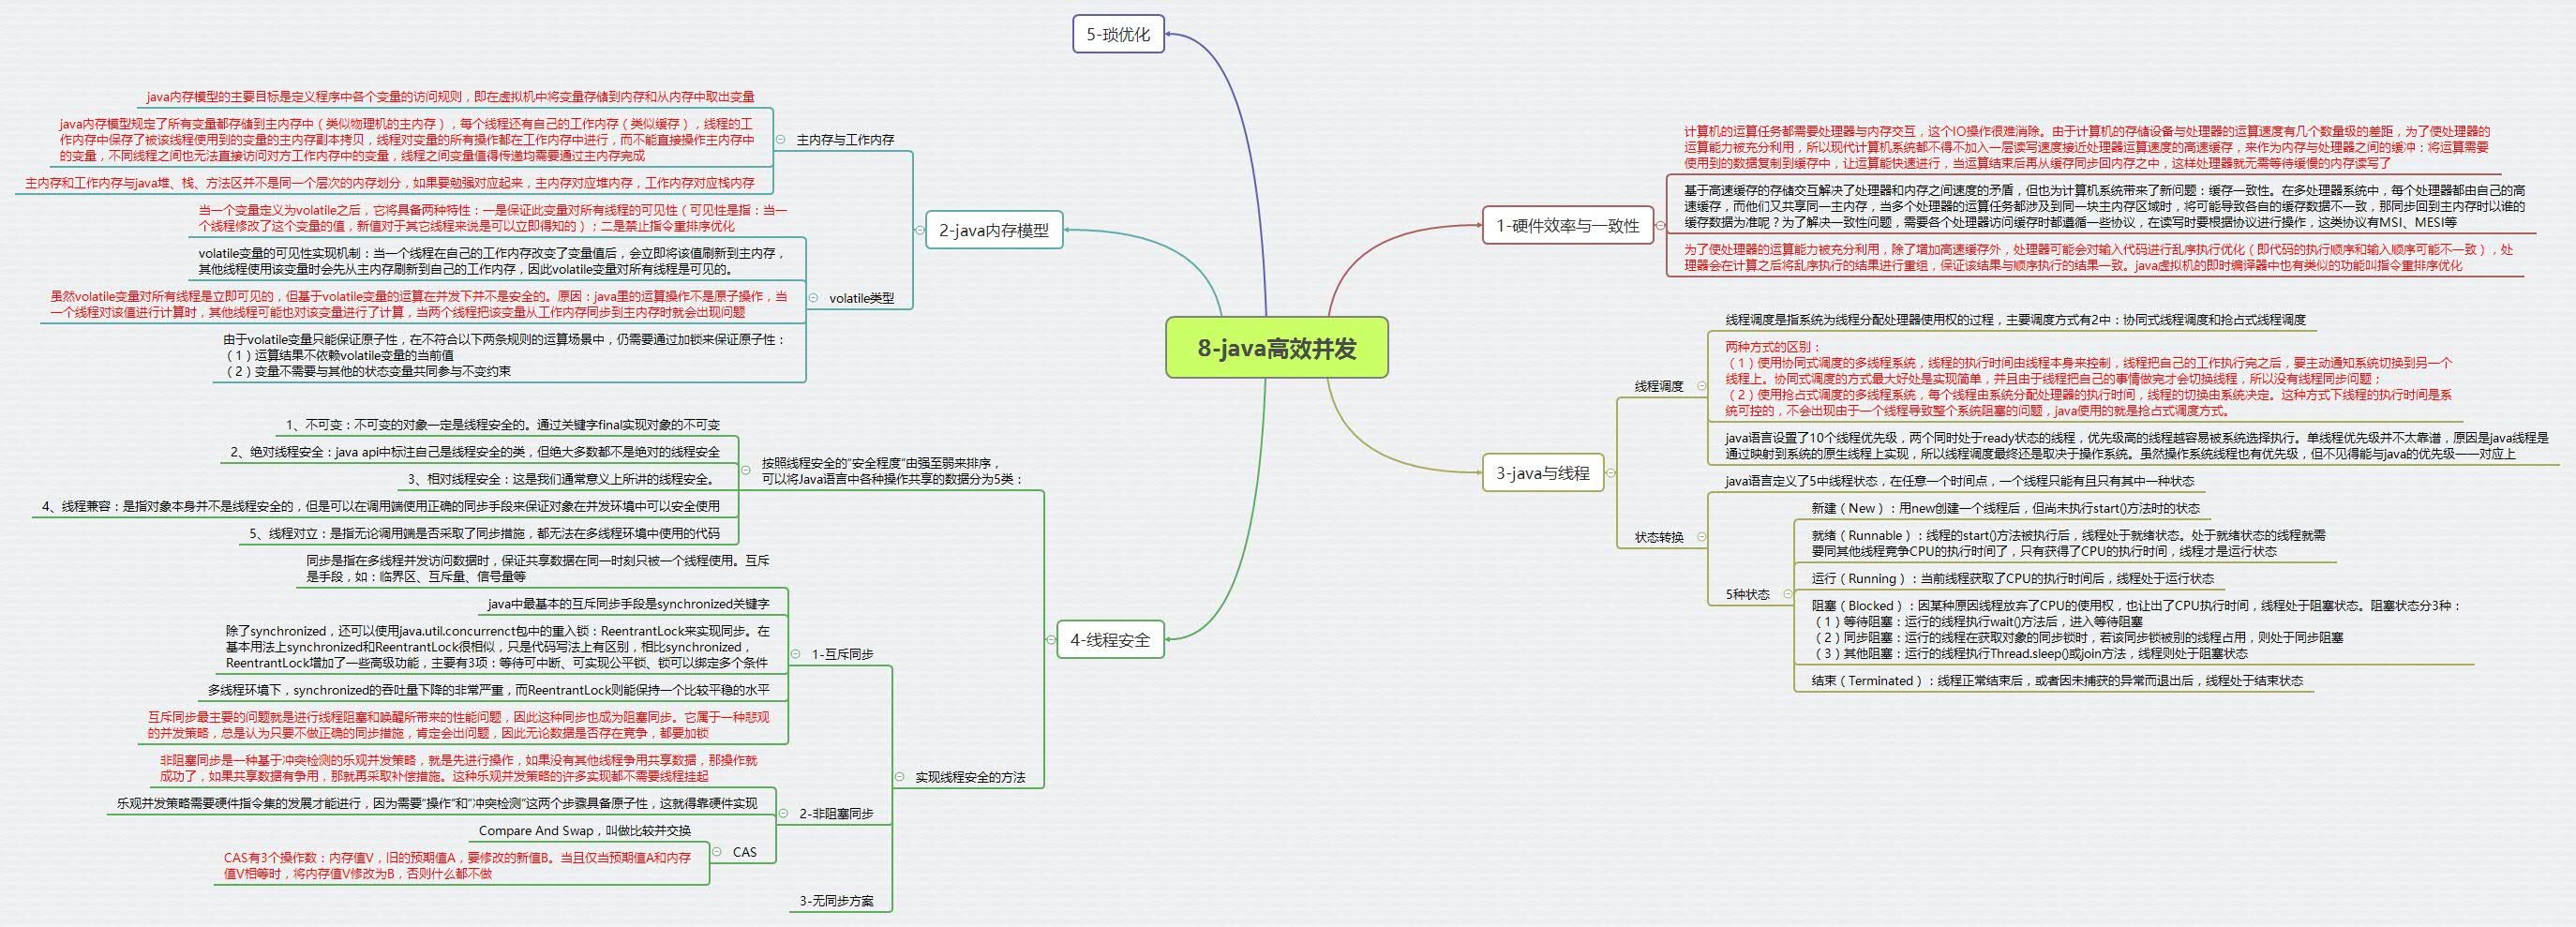 8-java高效并发
1-硬件效率与一致性
计算机的运算任务都需要处理器与内存交互，这个IO操作很难消除。由于计算机的存储设备与处理器的运算速度有几个数量级的差距，为了使处理器的
运算能力被充分利用，所以现代计算机系统都不得不加入一层读写速度接近处理器运算速度的高速缓存，来作为内存与处理器之间的缓冲：将运算需要
使用到的数据复制到缓存中，让运算能快速进行，当运算结束后再从缓存同步回内存之中，这样处理器就无需等待缓慢的内存读写了
基于高速缓存的存储交互解决了处理器和内存之间速度的矛盾，但也为计算机系统带来了新问题：缓存一致性。在多处理器系统中，每个处理器都由自己的高
速缓存，而他们又共享同一主内存，当多个处理器的运算任务都涉及到同一块主内存区域时，将可能导致各自的缓存数据不一致，那同步回到主内存时以谁的
缓存数据为准呢？为了解决一致性问题，需要各个处理器访问缓存时都遵循一些协议，在读写时要根据协议进行操作，这类协议有MSI、MESI等
为了使处理器的运算能力被充分利用，除了增加高速缓存外，处理器可能会对输入代码进行乱序执行优化（即代码的执行顺序和输入顺序可能不一致），处
理器会在计算之后将乱序执行的结果进行重组，保证该结果与顺序执行的结果一致。java虚拟机的即时编译器中也有类似的功能叫指令重排序优化
2-java内存模型
主内存与工作内存
java内存模型的主要目标是定义程序中各个变量的访问规则，即在虚拟机中将变量存储到内存和从内存中取出变量
java内存模型规定了所有变量都存储到主内存中（类似物理机的主内存），每个线程还有自己的工作内存（类似缓存），线程的工
作内存中保存了被该线程使用到的变量的主内存副本拷贝，线程对变量的所有操作都在工作内存中进行，而不能直接操作主内存中
的变量，不同线程之间也无法直接访问对方工作内存中的变量，线程之间变量值得传递均需要通过主内存完成
主内存和工作内存与java堆、栈、方法区并不是同一个层次的内存划分，如果要勉强对应起来，主内存对应堆内存，工作内存对应栈内存
volatile类型
当一个变量定义为volatile之后，它将具备两种特性：一是保证此变量对所有线程的可见性（可见性是指：当一
个线程修改了这个变量的值，新值对于其它线程来说是可以立即得知的）；二是禁止指令重排序优化
volatile变量的可见性实现机制：当一个线程在自己的工作内存改变了变量值后，会立即将该值刷新到主内存，
其他线程使用该变量时会先从主内存刷新到自己的工作内存，因此volatile变量对所有线程是可见的。
虽然volatile变量对所有线程是立即可见的，但基于volatile变量的运算在并发下并不是安全的。原因：java里的运算操作不是原子操作，当
一个线程对该值进行计算时，其他线程可能也对该变量进行了计算，当两个线程把该变量从工作内存同步到主内存时就会出现问题
由于volatile变量只能保证原子性，在不符合以下两条规则的运算场景中，仍需要通过加锁来保证原子性：
（1）运算结果不依赖volatile变量的当前值
（2）变量不需要与其他的状态变量共同参与不变约束
3-java与线程
线程调度
线程调度是指系统为线程分配处理器使用权的过程，主要调度方式有2中：协同式线程调度和抢占式线程调度
两种方式的区别：
（1）使用协同式调度的多线程系统，线程的执行时间由线程本身来控制，线程把自己的工作执行完之后，要主动通知系统切换到另一个
线程上。协同式调度的方式最大好处是实现简单，并且由于线程把自己的事情做完才会切换线程，所以没有线程同步问题；
（2）使用抢占式调度的多线程系统，每个线程由系统分配处理器的执行时间，线程的切换由系统决定。这种方式下线程的执行时间是系
统可控的，不会出现由于一个线程导致整个系统阻塞的问题，java使用的就是抢占式调度方式。
java语言设置了10个线程优先级，两个同时处于ready状态的线程，优先级高的线程越容易被系统选择执行。单线程优先级并不太靠谱，原因是java线程是
通过映射到系统的原生线程上实现，所以线程调度最终还是取决于操作系统。虽然操作系统线程也有优先级，但不见得能与java的优先级一一对应上
状态转换
java语言定义了5中线程状态，在任意一个时间点，一个线程只能有且只有其中一种状态
5种状态
新建（New）：用new创建一个线程后，但尚未执行start()方法时的状态
就绪（Runnable）：线程的start()方法被执行后，线程处于就绪状态。处于就绪状态的线程就需
要同其他线程竞争CPU的执行时间了，只有获得了CPU的执行时间，线程才是运行状态
运行（Running）：当前线程获取了CPU的执行时间后，线程处于运行状态
阻塞（Blocked）：因某种原因线程放弃了CPU的使用权，也让出了CPU执行时间，线程处于阻塞状态。阻塞状态分3种：
（1）等待阻塞：运行的线程执行wait()方法后，进入等待阻塞
（2）同步阻塞：运行的线程在获取对象的同步锁时，若该同步锁被别的线程占用，则处于同步阻塞
（3）其他阻塞：运行的线程执行Thread.sleep()或join方法，线程则处于阻塞状态
结束（Terminated）：线程正常结束后，或者因未捕获的异常而退出后，线程处于结束状态
4-线程安全
按照线程安全的“安全程度”由强至弱来排序，
可以将Java语言中各种操作共享的数据分为5类：
1、不可变：不可变的对象一定是线程安全的。通过关键字final实现对象的不可变
2、绝对线程安全：java api中标注自己是线程安全的类，但绝大多数都不是绝对的线程安全
3、相对线程安全：这是我们通常意义上所讲的线程安全。
4、线程兼容：是指对象本身并不是线程安全的，但是可以在调用端使用正确的同步手段来保证对象在并发环境中可以安全使用
5、线程对立：是指无论调用端是否采取了同步措施，都无法在多线程环境中使用的代码
实现线程安全的方法
1-互斥同步
同步是指在多线程并发访问数据时，保证共享数据在同一时刻只被一个线程使用。互斥
是手段，如：临界区、互斥量、信号量等
java中最基本的互斥同步手段是synchronized关键字
除了synchronized，还可以使用java.util.concurrenct包中的重入锁：ReentrantLock来实现同步。在
基本用法上synchronized和ReentrantLock很相似，只是代码写法上有区别，相比synchronized，
ReentrantLock增加了一些高级功能，主要有3项：等待可中断、可实现公平锁、锁可以绑定多个条件
多线程环境下，synchronized的吞吐量下降的非常严重，而ReentrantLock则能保持一个比较平稳的水平
互斥同步最主要的问题就是进行线程阻塞和唤醒所带来的性能问题，因此这种同步也成为阻塞同步。它属于一种悲观
的并发策略，总是认为只要不做正确的同步措施，肯定会出问题，因此无论数据是否存在竞争，都要加锁
2-非阻塞同步
非阻塞同步是一种基于冲突检测的乐观并发策略，就是先进行操作，如果没有其他线程争用共享数据，那操作就
成功了，如果共享数据有争用，那就再采取补偿措施。这种乐观并发策略的许多实现都不需要线程挂起
乐观并发策略需要硬件指令集的发展才能进行，因为需要“操作”和“冲突检测”这两个步骤具备原子性，这就得靠硬件实现
CAS
Compare And Swap，叫做比较并交换
CAS有3个操作数：内存值V，旧的预期值A，要修改的新值B。当且仅当预期值A和内存
值V相等时，将内存值V修改为B，否则什么都不做
3-无同步方案
5-琐优化